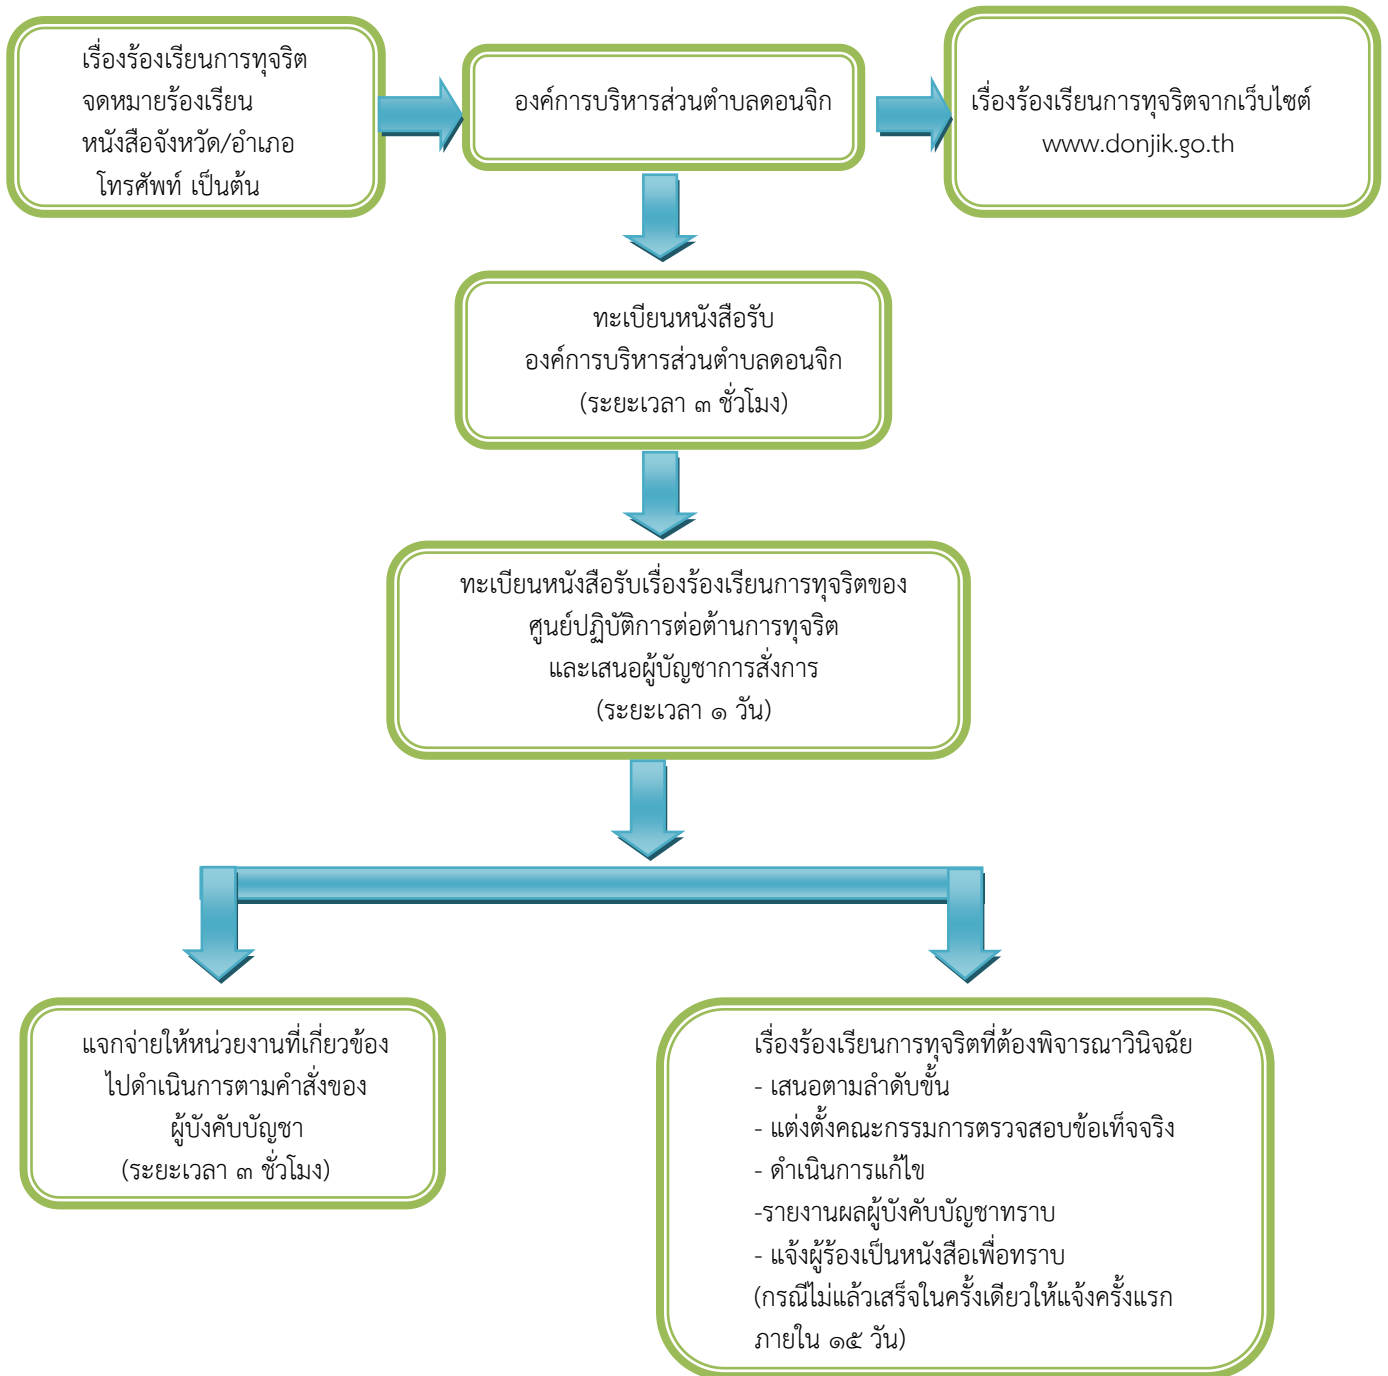 เรื่องร้องเรียนการทุจริต
จดหมายร้องเรียน
หนังสือจังหวัด/อำเภอ
โทรศัพท์ เป็นต้น
องค์การบริหารส่วนตำบลดอนจิก
เรื่องร้องเรียนการทุจริตจากเว็บไซต์
www.donjik.go.th
ทะเบียนหนังสือรับ
องค์การบริหารส่วนตำบลดอนจิก
(ระยะเวลา ๓ ชั่วโมง)
ทะเบียนหนังสือรับเรื่องร้องเรียนการทุจริตของ
ศูนย์ปฏิบัติการต่อต้านการทุจริต
และเสนอผู้บัญชาการสั่งการ
(ระยะเวลา ๑ วัน)
แจกจ่ายให้หน่วยงานที่เกี่ยวข้อง
ไปดำเนินการตามคำสั่งของ
ผู้บังคับบัญชา
(ระยะเวลา ๓ ชั่วโมง)
เรื่องร้องเรียนการทุจริตที่ต้องพิจารณาวินิจฉัย
- เสนอตามลำดับขั้น
- แต่งตั้งคณะกรรมการตรวจสอบข้อเท็จจริง
- ดำเนินการแก้ไข
-รายงานผลผู้บังคับบัญชาทราบ
- แจ้งผู้ร้องเป็นหนังสือเพื่อทราบ
(กรณีไม่แล้วเสร็จในครั้งเดียวให้แจ้งครั้งแรก
ภายใน ๑๕ วัน)